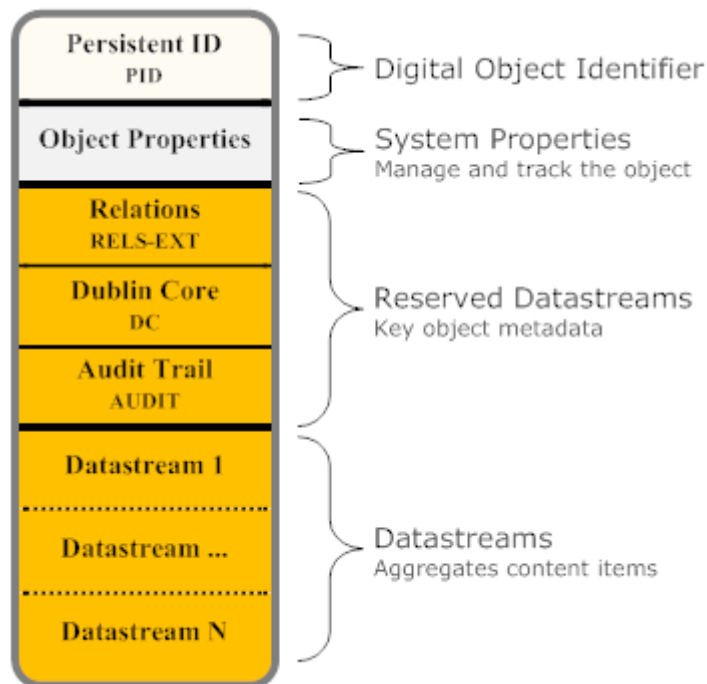 Persistent ID
PID
Digital Object Identifier
Object Properties
System Properties
Manage and track the object
Relations
RELS-EXT
Dublin Core
DC
Audit Trail
AUDIT
Reserved Datastreams
Key object metadata
Datastream 1
Datastream ...
Datastream N
Datastreams
Aggregates content items